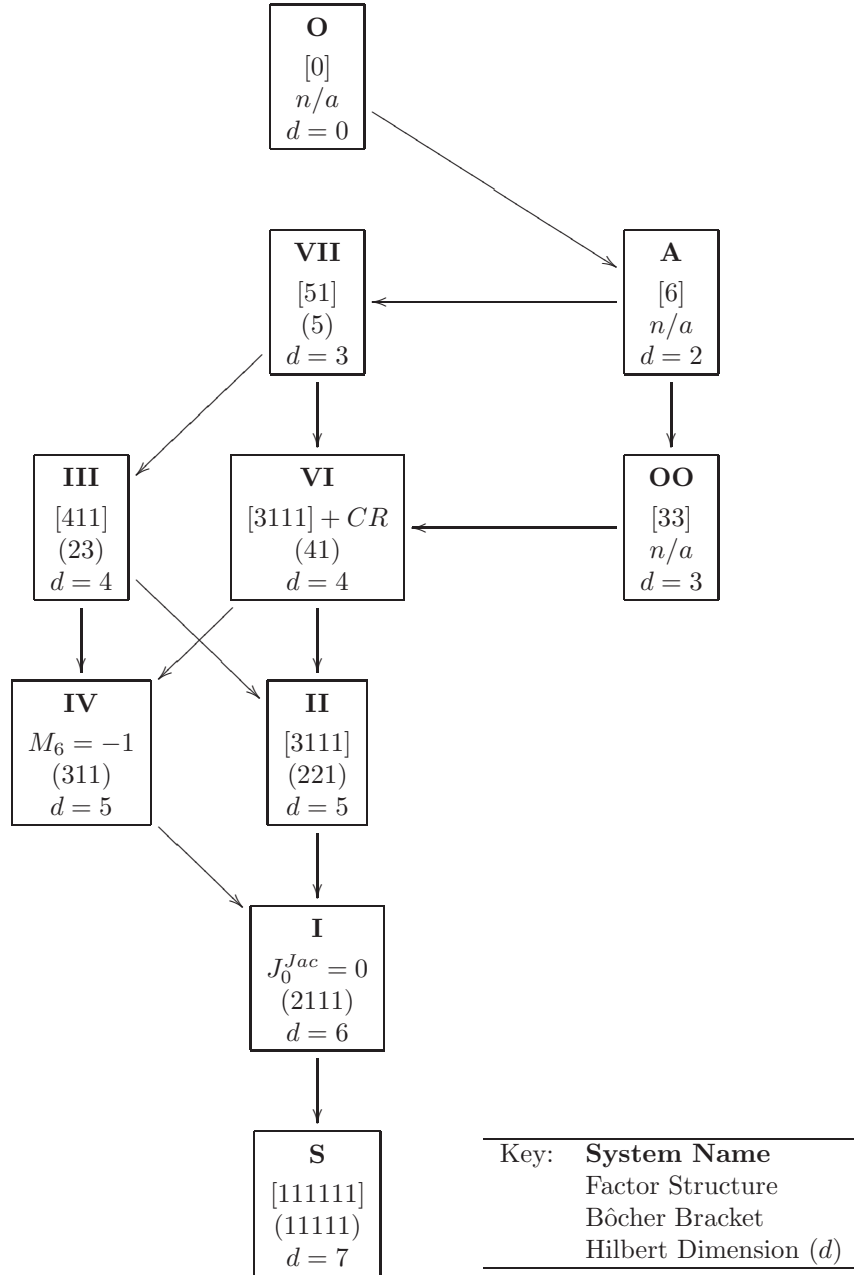 O
[0]
n/a
d = 0
VII
[51]
(5)
d = 3
A
[6]
n/a
d = 2
III
[411]
(23)
d = 4
VI
[3111] + CR
(41)
d = 4
OO
[33]
n/a
d = 3
IV
M₆ = −1
(311)
d = 5
II
[3111]
(221)
d = 5
I
J₀^{Jac} = 0
(2111)
d = 6
S
[111111]
(11111)
d = 7
Key: System Name
Factor Structure
Bôcher Bracket
Hilbert Dimension (d)